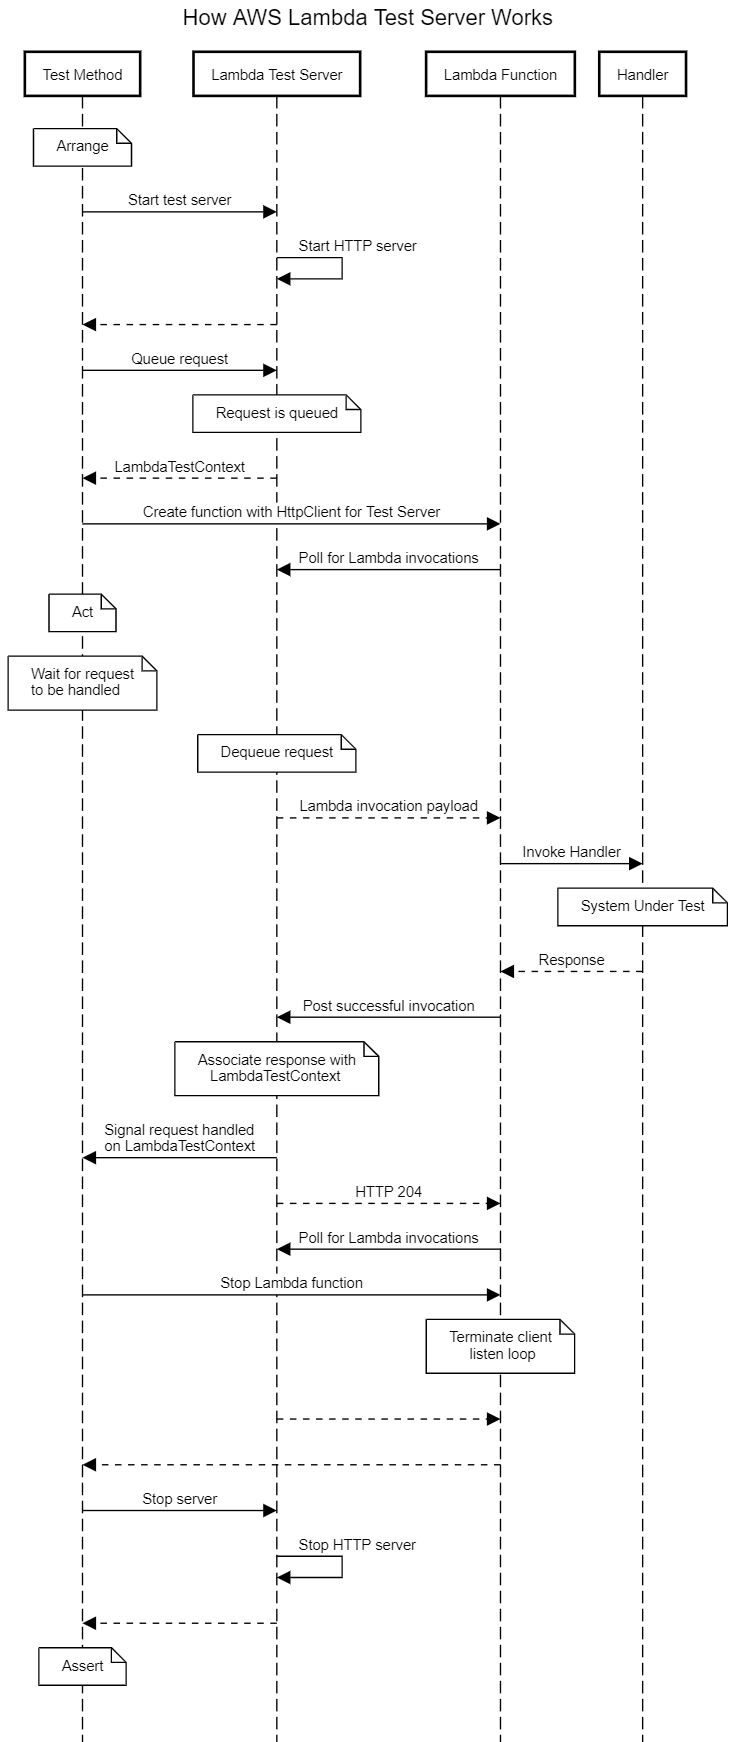 How AWS Lambda Test Server Works
Test Method
Lambda Test Server
Lambda Function
Handler
Arrange
Start test server
Start HTTP server
Queue request
Request is queued
LambdaTestContext
Create function with HttpClient for Test Server
Poll for Lambda invocations
Act
Wait for request
to be handled
Dequeue request
Lambda invocation payload
Invoke Handler
System Under Test
Response
Post successful invocation
Associate response with
LambdaTestContext
Signal request handled
on LambdaTestContext
HTTP 204
Poll for Lambda invocations
Stop Lambda function
Terminate client
listen loop
Stop server
Stop HTTP server
Assert